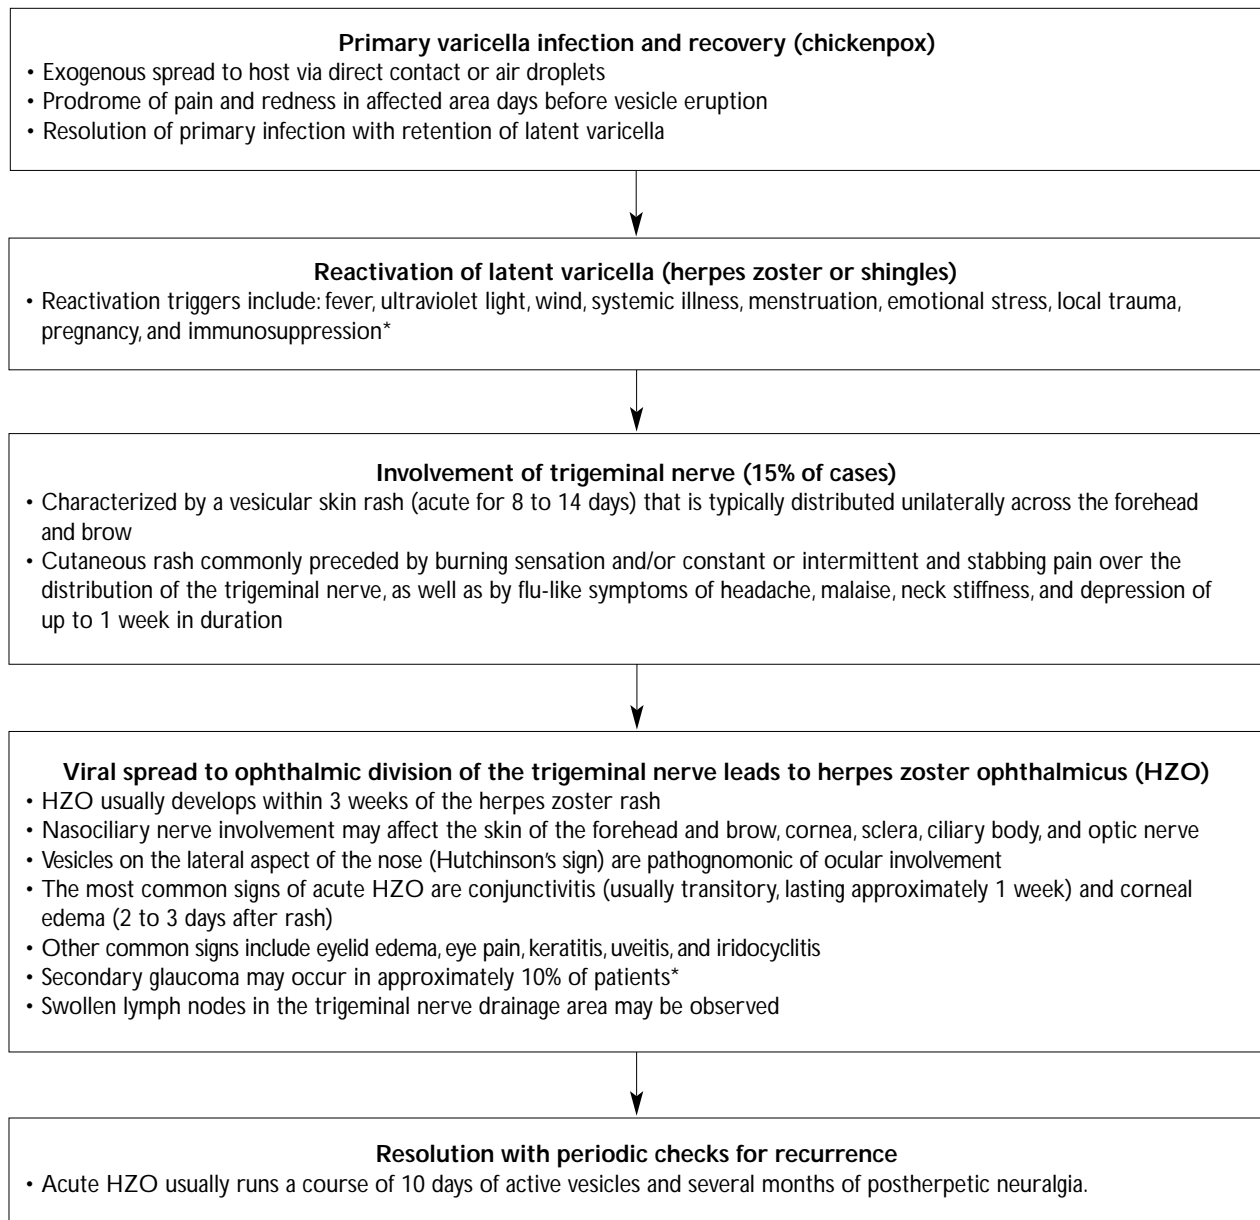 Primary varicella infection and recovery (chickenpox)
• Exogenous spread to host via direct contact or air droplets
• Prodrome of pain and redness in affected area days before vesicle eruption
• Resolution of primary infection with retention of latent varicella
Reactivation of latent varicella (herpes zoster or shingles)
• Reactivation triggers include: fever, ultraviolet light, wind, systemic illness, menstruation, emotional stress, local trauma,
pregnancy, and immunosuppression*
Involvement of trigeminal nerve (15% of cases)
• Characterized by a vesicular skin rash (acute for 8 to 14 days) that is typically distributed unilaterally across the forehead
and brow
• Cutaneous rash commonly preceded by burning sensation and/or constant or intermittent and stabbing pain over the
distribution of the trigeminal nerve, as well as by flu-like symptoms of headache, malaise, neck stiffness, and depression of
up to 1 week in duration
Viral spread to ophthalmic division of the trigeminal nerve leads to herpes zoster ophthalmicus (HZO)
• HZO usually develops within 3 weeks of the herpes zoster rash
• Nasociliary nerve involvement may affect the skin of the forehead and brow, cornea, sclera, ciliary body, and optic nerve
• Vesicles on the lateral aspect of the nose (Hutchinson's sign) are pathognomonic of ocular involvement
• The most common signs of acute HZO are conjunctivitis (usually transitory, lasting approximately 1 week) and corneal
edema (2 to 3 days after rash)
• Other common signs include eyelid edema, eye pain, keratitis, uveitis, and iridocyclitis
• Secondary glaucoma may occur in approximately 10% of patients*
• Swollen lymph nodes in the trigeminal nerve drainage area may be observed
Resolution with periodic checks for recurrence
• Acute HZO usually runs a course of 10 days of active vesicles and several months of postherpetic neuralgia.